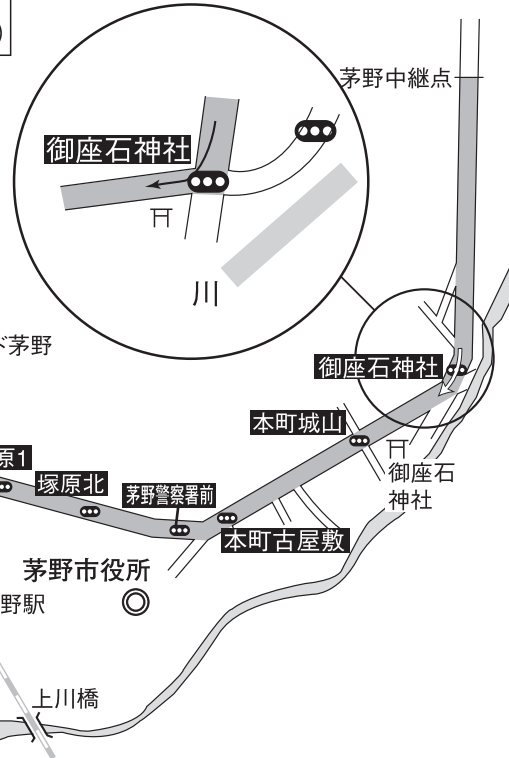 茅野中継点
御座石神社
川
ド茅野
御座石神社
本町城山
御座石
神社
原1
塚原北
茅野警察署前
本町古屋敷
茅野市役所
野駅
上川橋